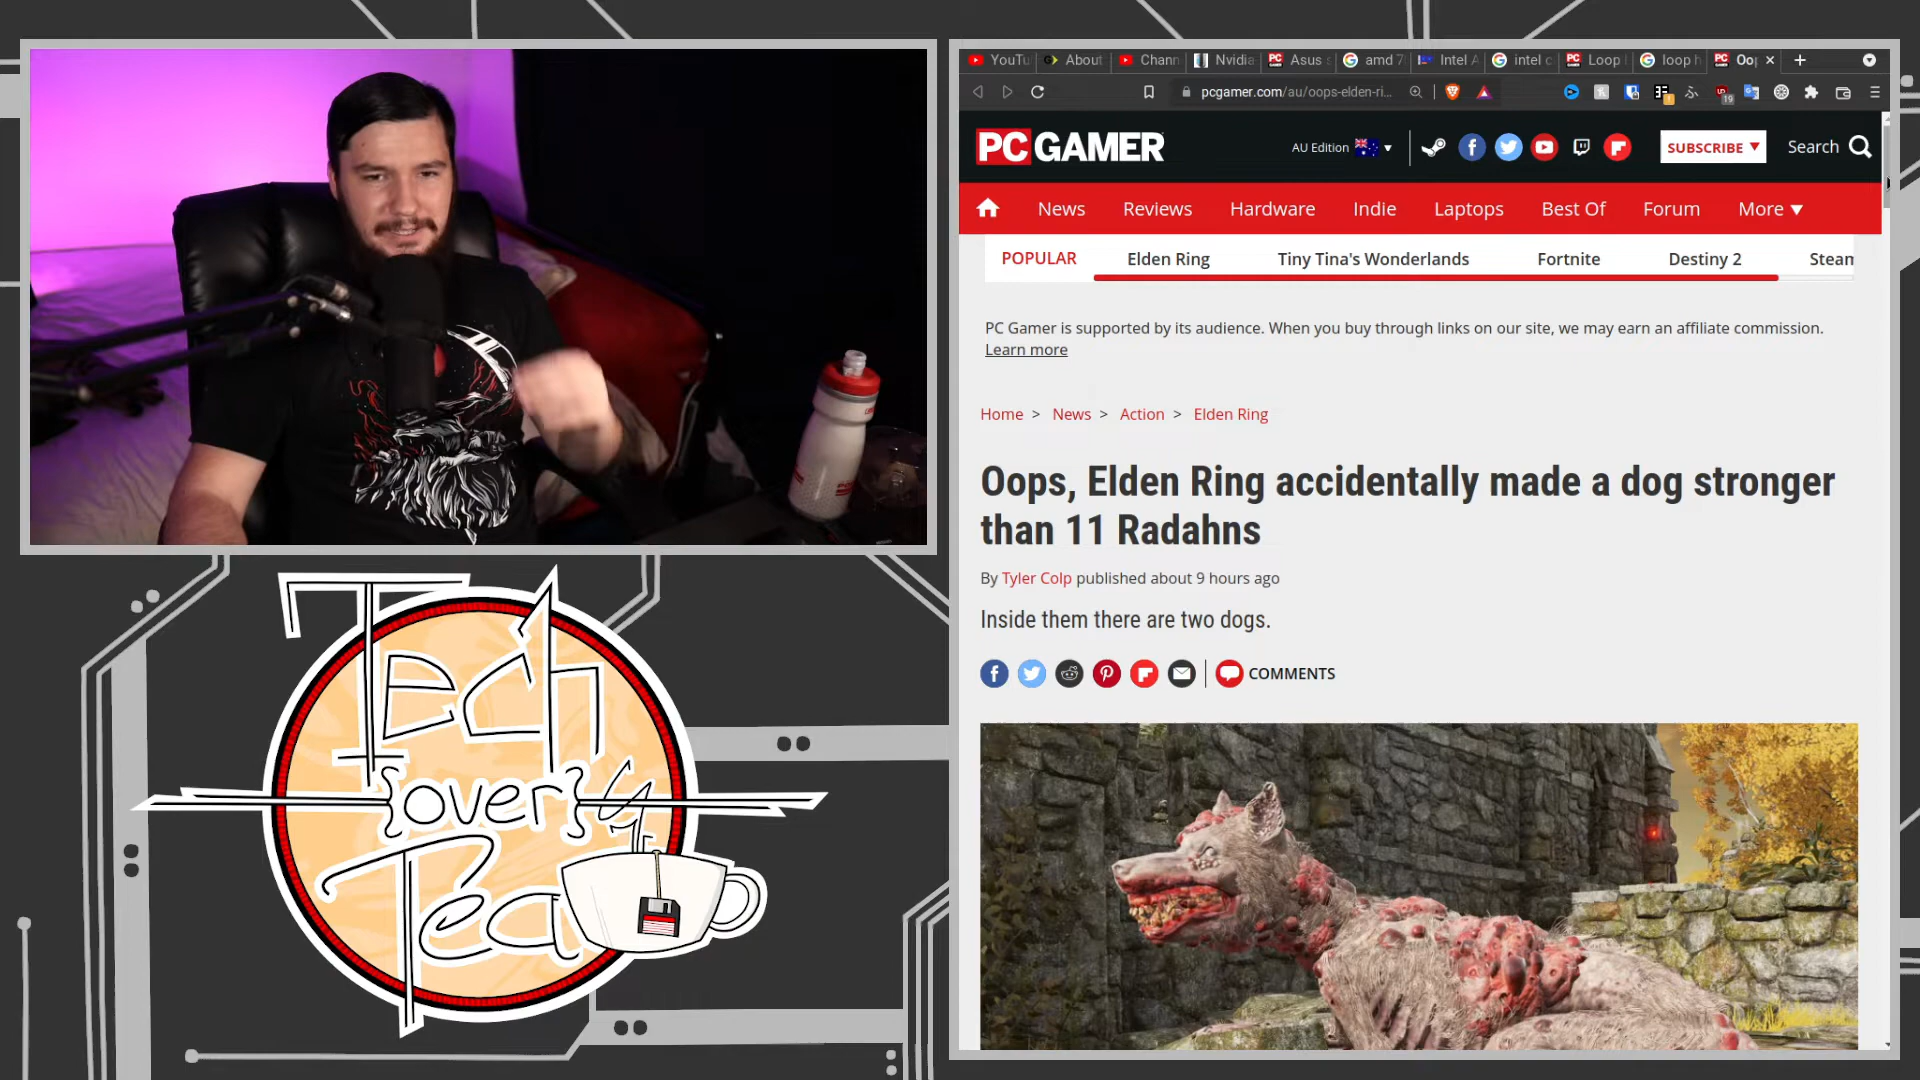 YouTu
About
Chann
Nvidia
Asus
amd 7
Intel A
intel c
Loop
loop h
Oop
pcgamer.com/au/oops-elden-ri...
19
PC GAMER
AU Edition
SUBSCRIBE
Search
News
Reviews
Hardware
Indie
Laptops
Best Of
Forum
More
POPULAR
Elden Ring
Tiny Tina's Wonderlands
Fortnite
Destiny 2
Steam
PC Gamer is supported by its audience. When you buy through links on our site, we may earn an affiliate commission.
Learn more
Home > News > Action > Elden Ring
Oops, Elden Ring accidentally made a dog stronger
than 11 Radahns
By Tyler Colp published about 9 hours ago
Inside them there are two dogs.
COMMENTS
Tech
{over}
Tea